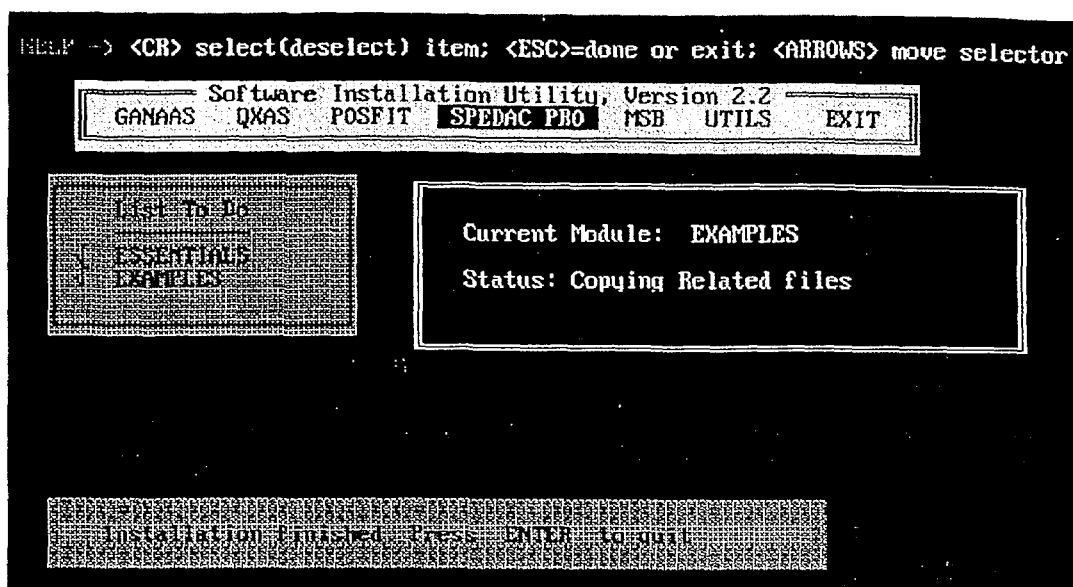 HELP -> <CR> select(deselect) item; <ESC>=done or exit; <ARROWS> move selector
Software Installation Utility, Version 2.2
GANAAS QXAS POSFIT SPEDAC PRO MSB UTILS EXIT
List To Do
ESSENTIALS
EXAMPLES
Current Module: EXAMPLES
Status: Copying Related files
Installation finished Press ENTER to quit